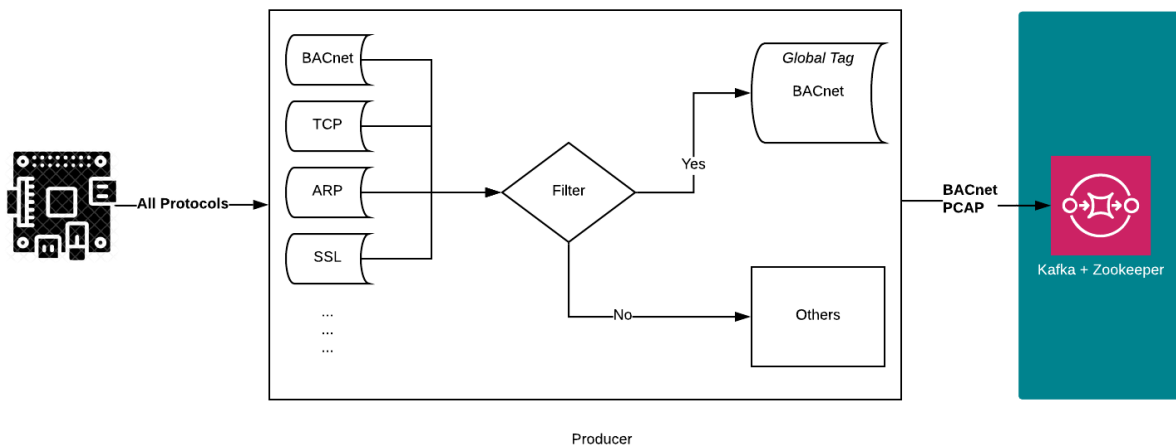 BACnet
TCP
ARP
SSL
...
...
...
All Protocols
Filter
Yes
No
Global Tag
BACnet
Others
BACnet
PCAP
Kafka + Zookeeper
Producer